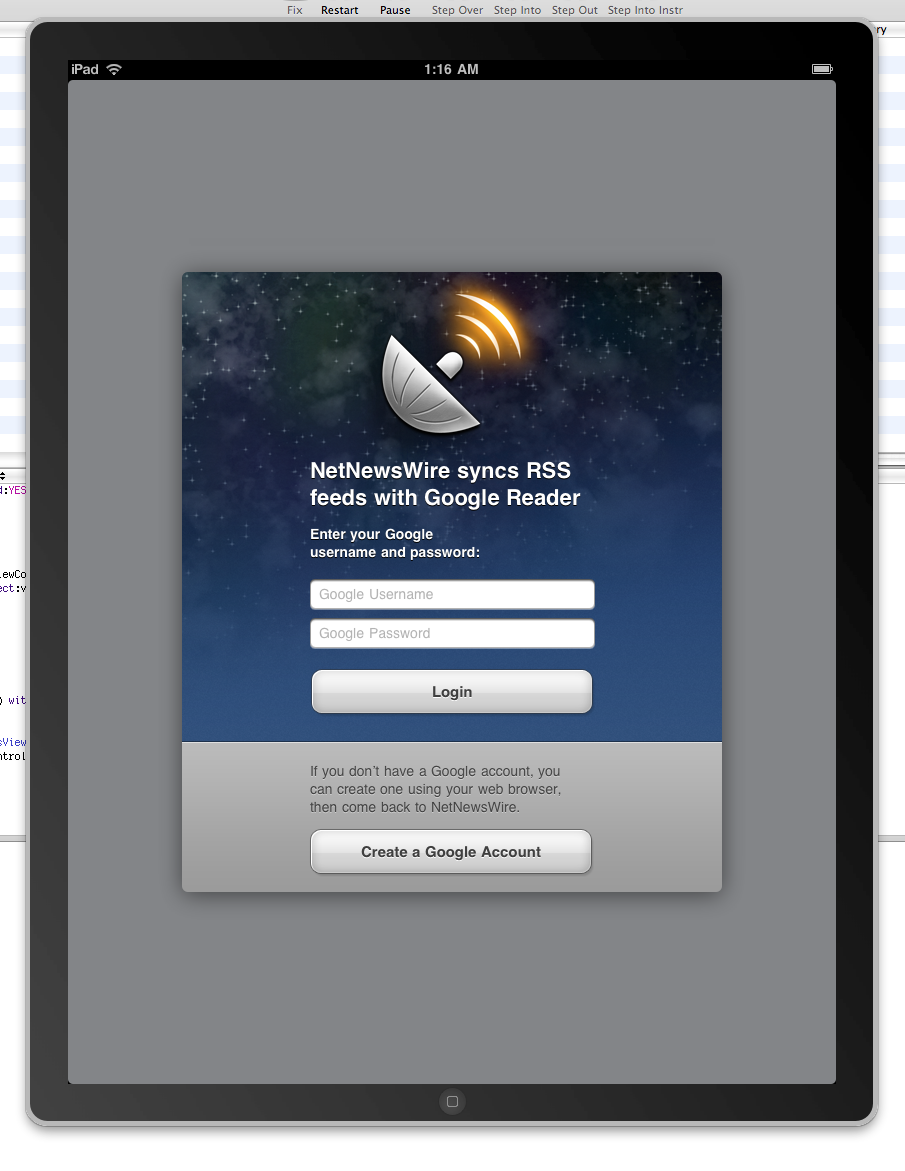 Fix Restart Pause Step Over Step Into Step Out Step Into Instr
ry
iPad 1:16 AM
NetNewsWire syncs RSS
feeds with Google Reader
d:YES
Enter your Google
username and password:
iewCo
ect:v
Google Username
Google Password
Login
) wit
sView
ntrol
If you don't have a Google account, you
can create one using your web browser,
then come back to NetNewsWire.
Create a Google Account